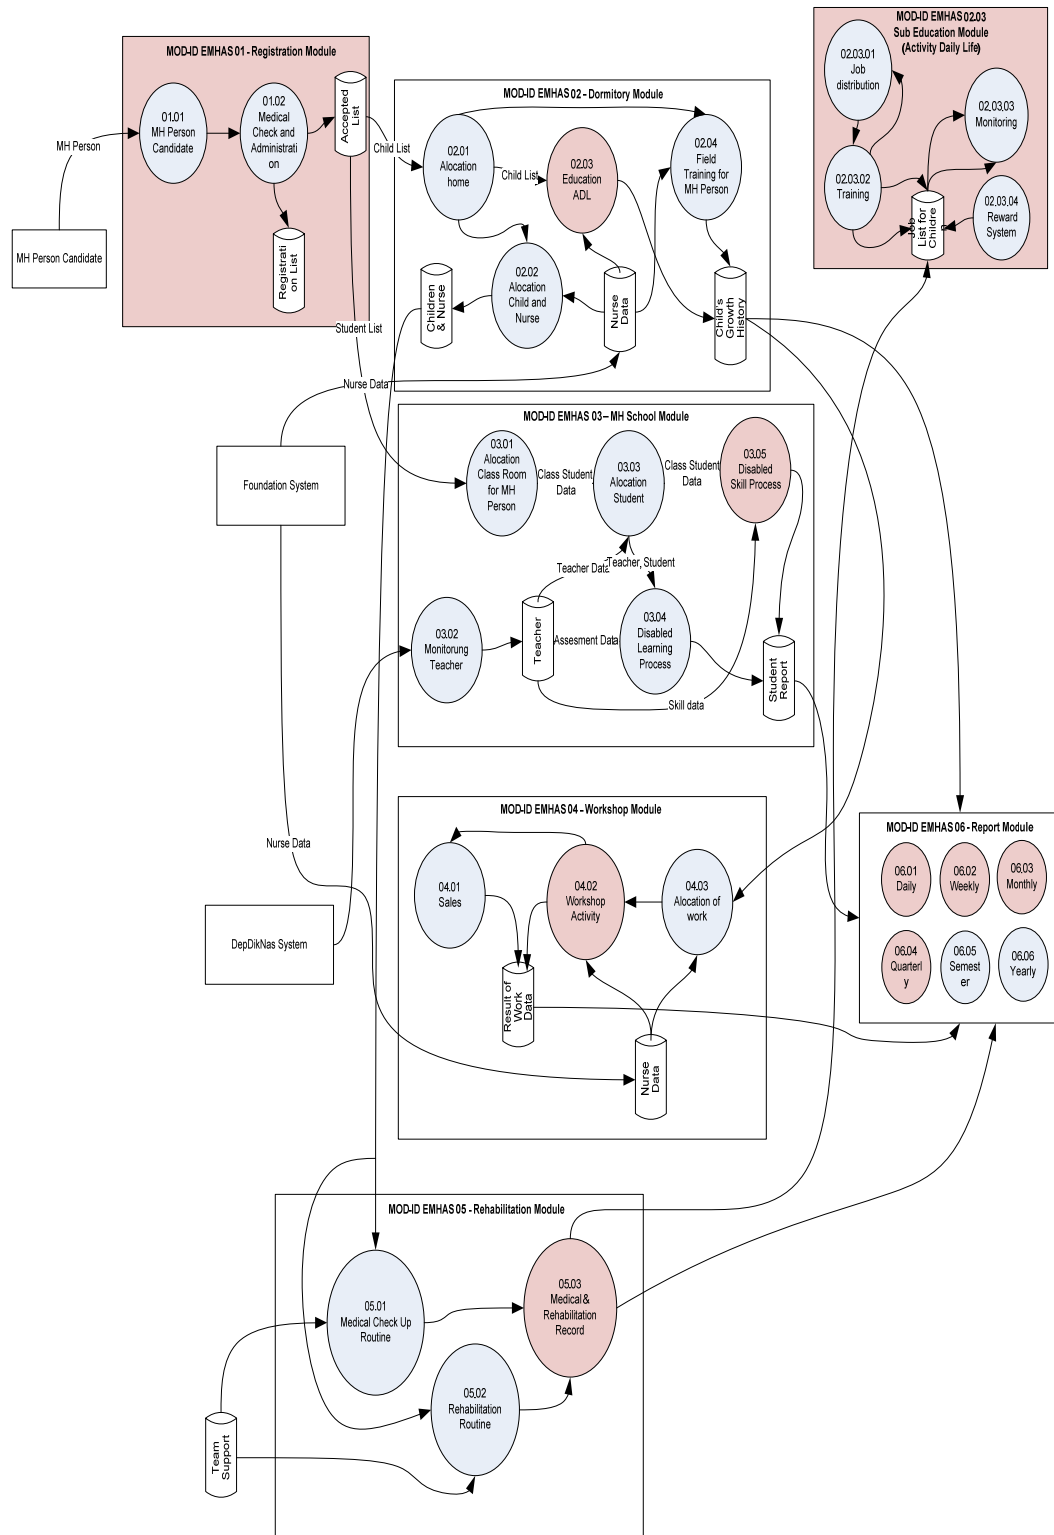 MOD-ID EMHAS 01 - Registration Module
01.01
MH Person
Candidate
01.02
Medical
Check and
Administrati
on
Accepted
List
Registrati
on List
MH Person
MH Person Candidate
Child List
Student List
MOD-ID EMHAS 02 - Dormitory Module
02.01
Alocation
home
Child List
02.03
Education
ADL
02.04
Field
Training for
MH Person
02.02
Alocation
Child and
Nurse
Children
& Nurse
Nurse
Data
Child's
Growth
History
MOD-ID EMHAS 02.03
Sub Education Module
(Activity Daily Life)
02.03.01
Job
distribution
02.03.03
Monitoring
02.03.02
Training
02.03.04
Reward
System
Job
List for
Childre
n
Nurse Data
Foundation System
MOD-ID EMHAS 03 – MH School Module
03.01
Alocation
Class Room
for MH
Person
Class Student
Data
03.03
Alocation
Student
Class Student
Data
03.05
Disabled
Skill Process
Teacher Data
Teacher, Student
03.02
Monitorung
Teacher
Teacher
Assesment Data
03.04
Disabled
Learning
Process
Student
Report
Skill data
Nurse Data
DepDikNas System
MOD-ID EMHAS 04 - Workshop Module
04.01
Sales
04.02
Workshop
Activity
04.03
Alocation of
work
Result of
Work
Data
Nurse
Data
MOD-ID EMHAS 06 - Report Module
06.01
Daily
06.02
Weekly
06.03
Monthly
06.04
Quarterl
y
06.05
Semest
er
06.06
Yearly
MOD-ID EMHAS 05 - Rehabilitation Module
05.01
Medical Check Up
Routine
05.03
Medical &
Rehabilitation
Record
05.02
Rehabilitation
Routine
Team
Support